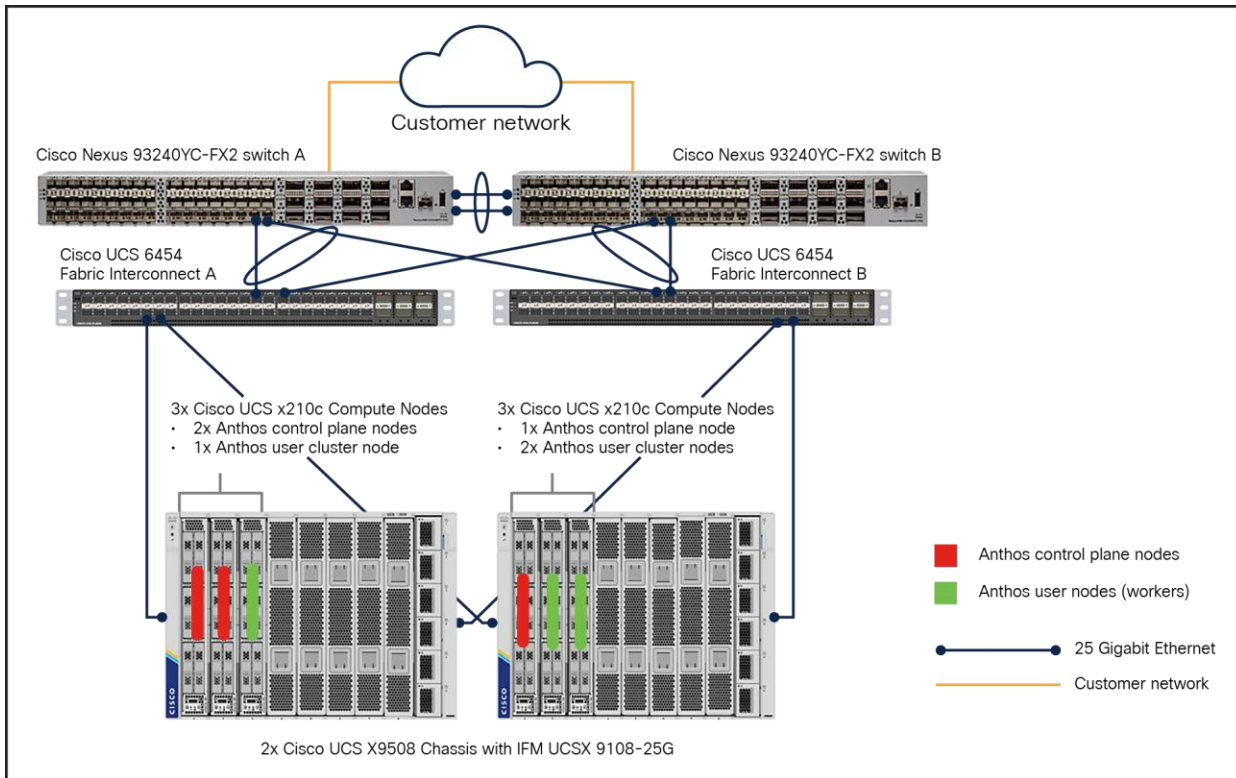 Customer network
Cisco Nexus 93240YC-FX2 switch A
Cisco Nexus 93240YC-FX2 switch B
Cisco UCS 6454
Fabric Interconnect A
Cisco UCS 6454
Fabric Interconnect B
3x Cisco UCS x210c Compute Nodes
· 2x Anthos control plane nodes
· 1x Anthos user cluster node
3x Cisco UCS x210c Compute Nodes
· 1x Anthos control plane node
· 2x Anthos user cluster nodes
CISCO
CISCO
Anthos control plane nodes
Anthos user nodes (workers)
25 Gigabit Ethernet
Customer network
2x Cisco UCS X9508 Chassis with IFM UCSX 9108-25G